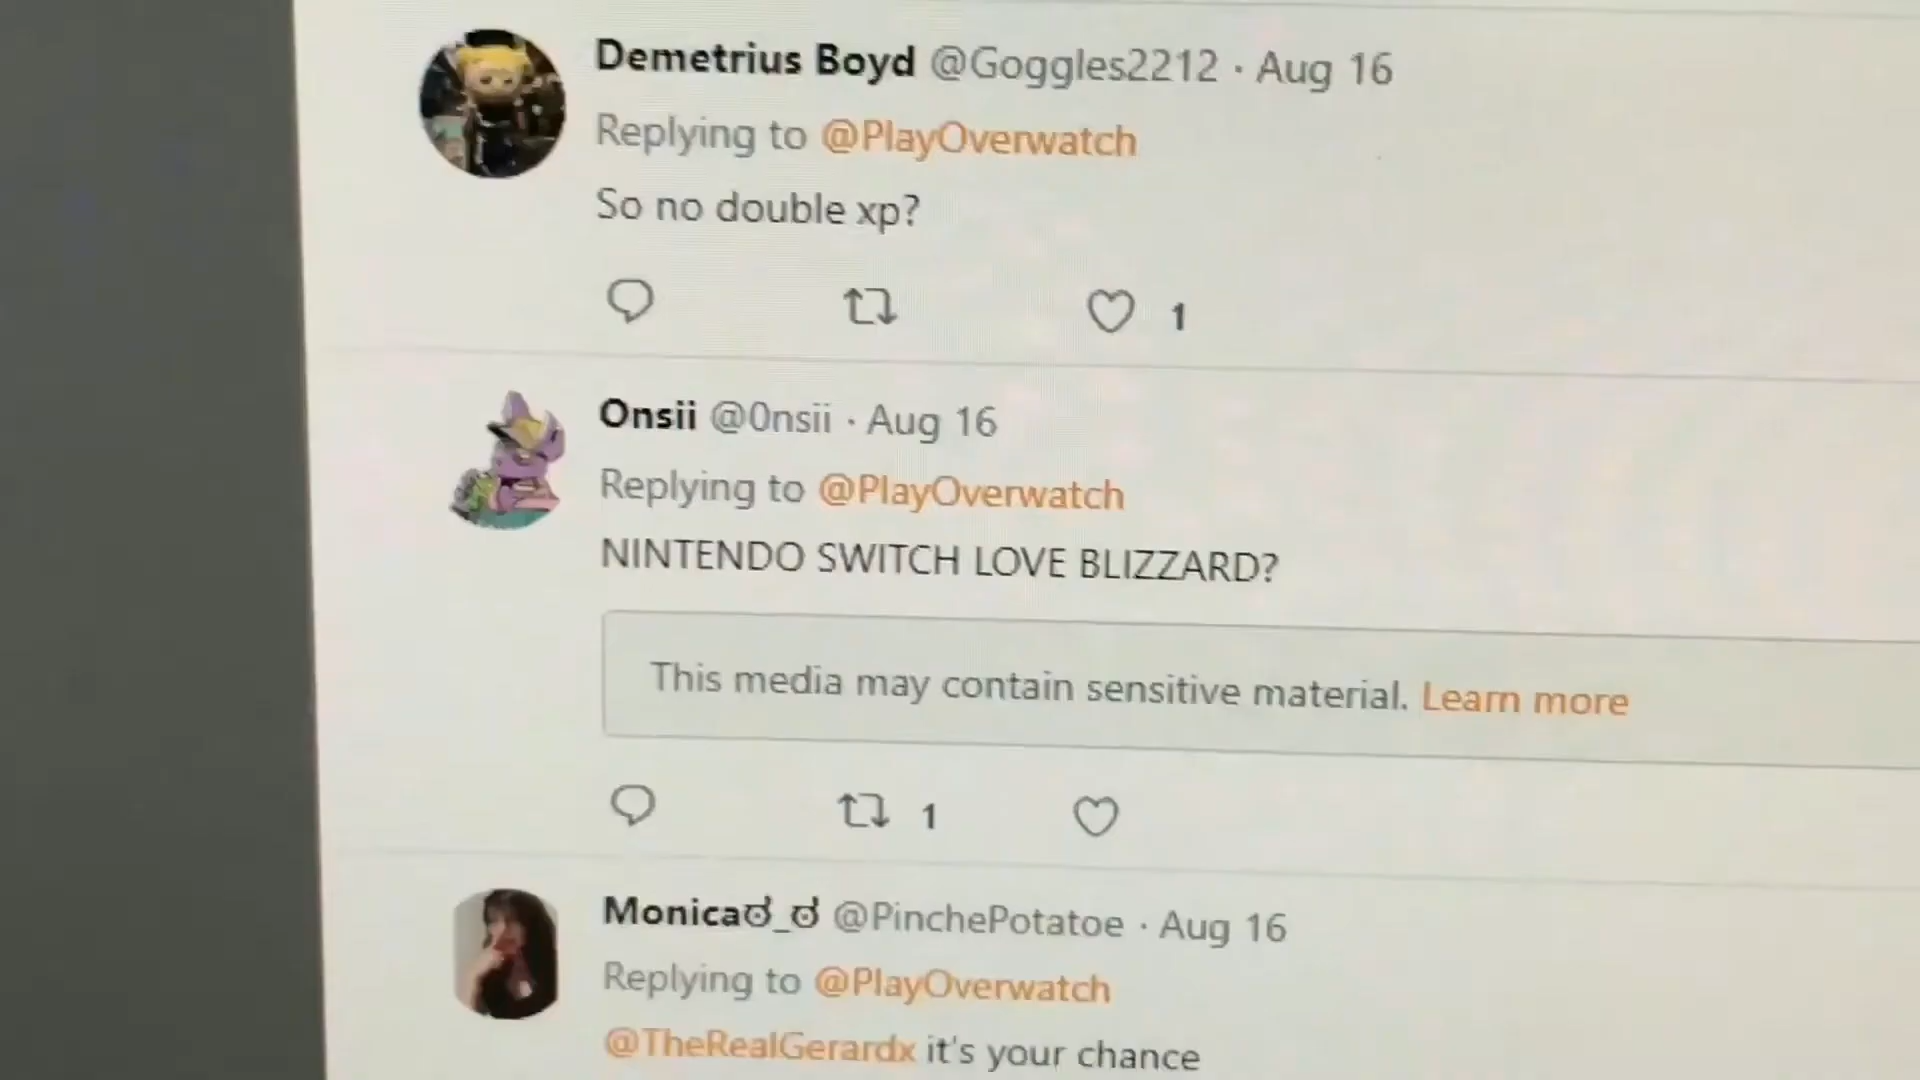 Demetrius Boyd @Goggles2212 · Aug 16
Replying to @PlayOverwatch
So no double xp?
1
Onsii @0nsii · Aug 16
Replying to @PlayOverwatch
NINTENDO SWITCH LOVE BLIZZARD?
This media may contain sensitive material. Learn more
1
Monicaಠ_ಠ @PinchePotatoe · Aug 16
Replying to @PlayOverwatch
@TheRealGerardx it's your chance